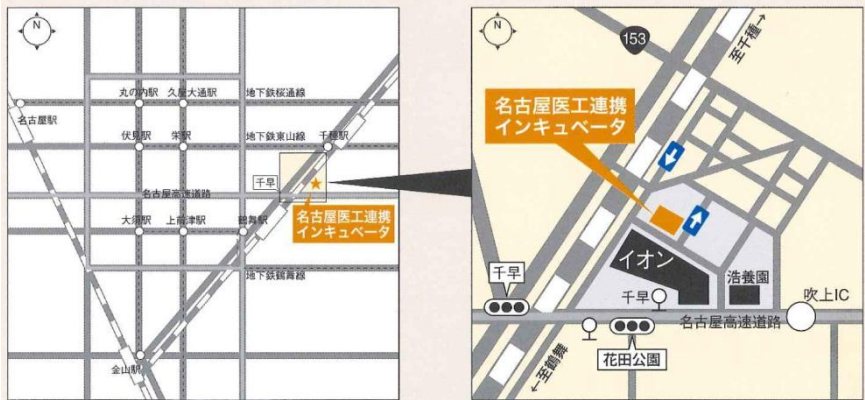 N
丸の内駅
久屋大通駅
地下鉄桜通線
名古屋駅
伏見駅
栄駅
地下鉄東山線
千種駅
千早
名古屋高速道路
名古屋医工連携
インキュベータ
大須駅
上前津駅
鶴舞駅
地下鉄鶴舞線
金山駅
N
153
至千種→
名古屋医工連携
インキュベータ
イオン
浩養園
千早
千早
吹上IC
名古屋高速道路
花田公園
←至鶴舞